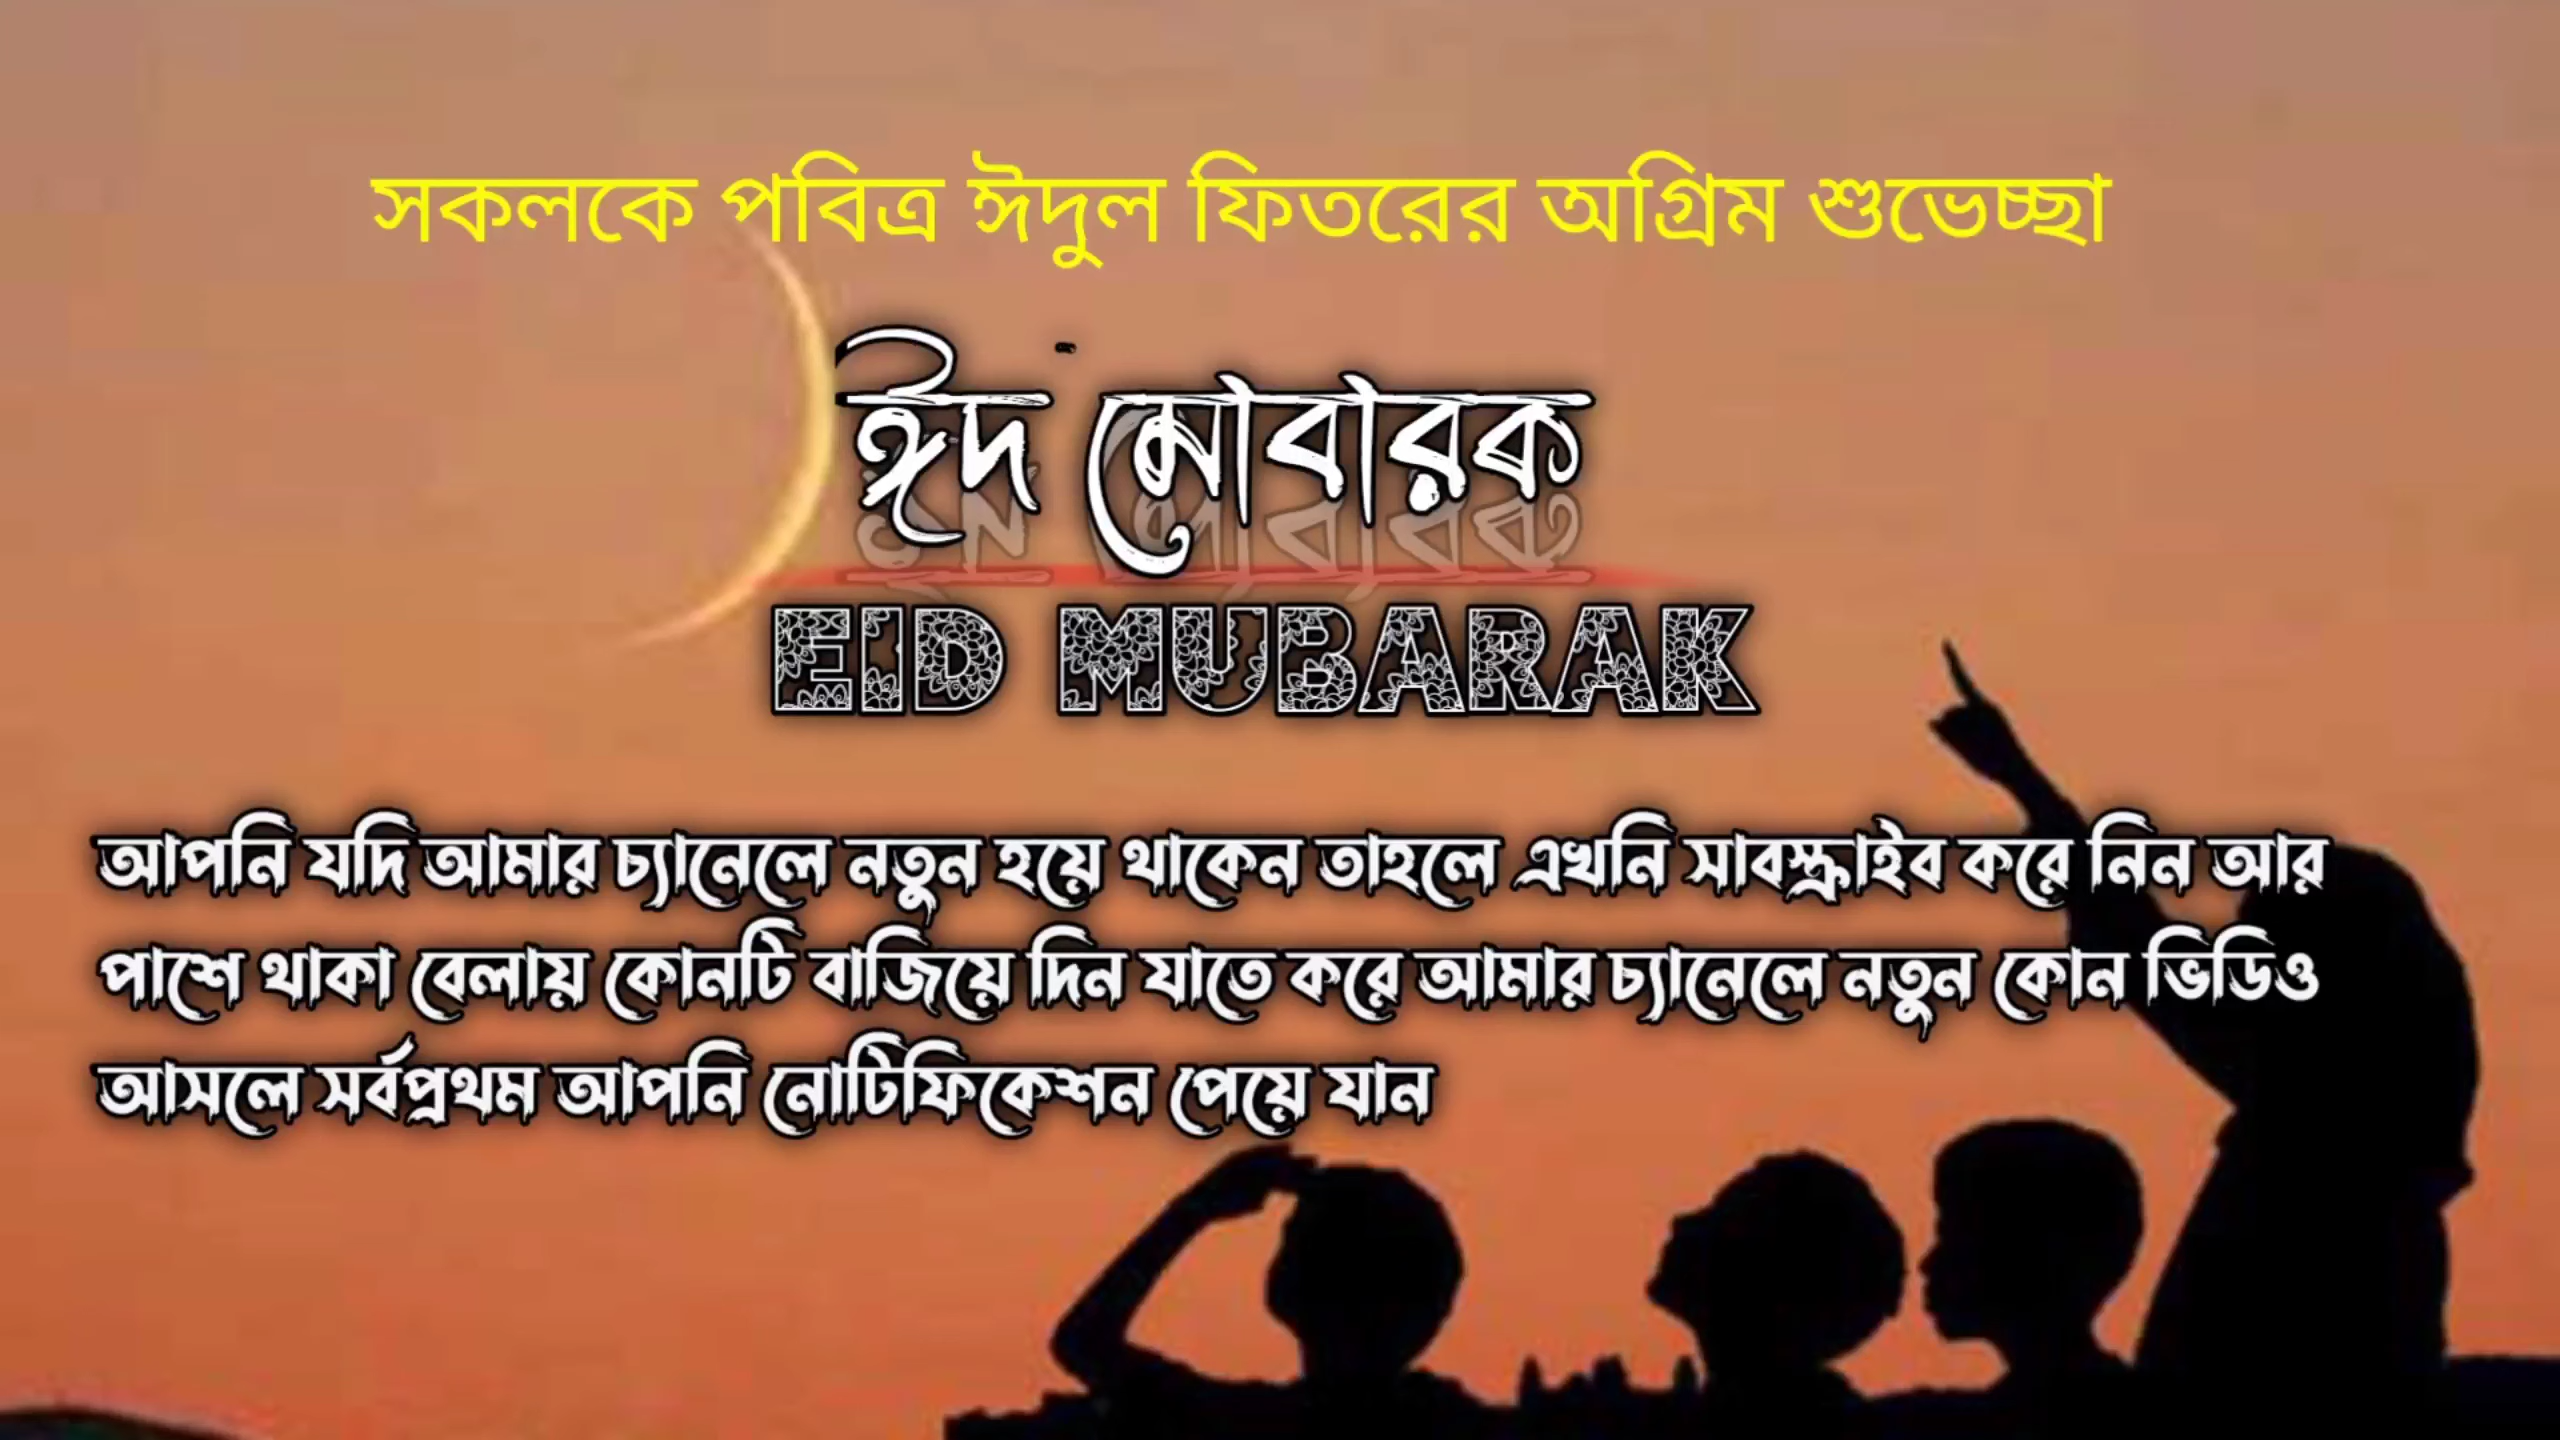 সকলকে পবিত্র ঈদুল ফিতরের অগ্রিম শুভেচ্ছা
ঈদ মোবারক
EID MUBARAK
আপনি যদি আমার চ্যানেলে নতুন হয়ে থাকেন তাহলে এখনি সাবস্ক্রাইব করে নিন আর
পাশে থাকা বেলায় কোনটি বাজিয়ে দিন যাতে করে আমার চ্যানেলে নতুন কোন ভিডিও
আসলে সর্বপ্রথম আপনি নোটিফিকেশন পেয়ে যান